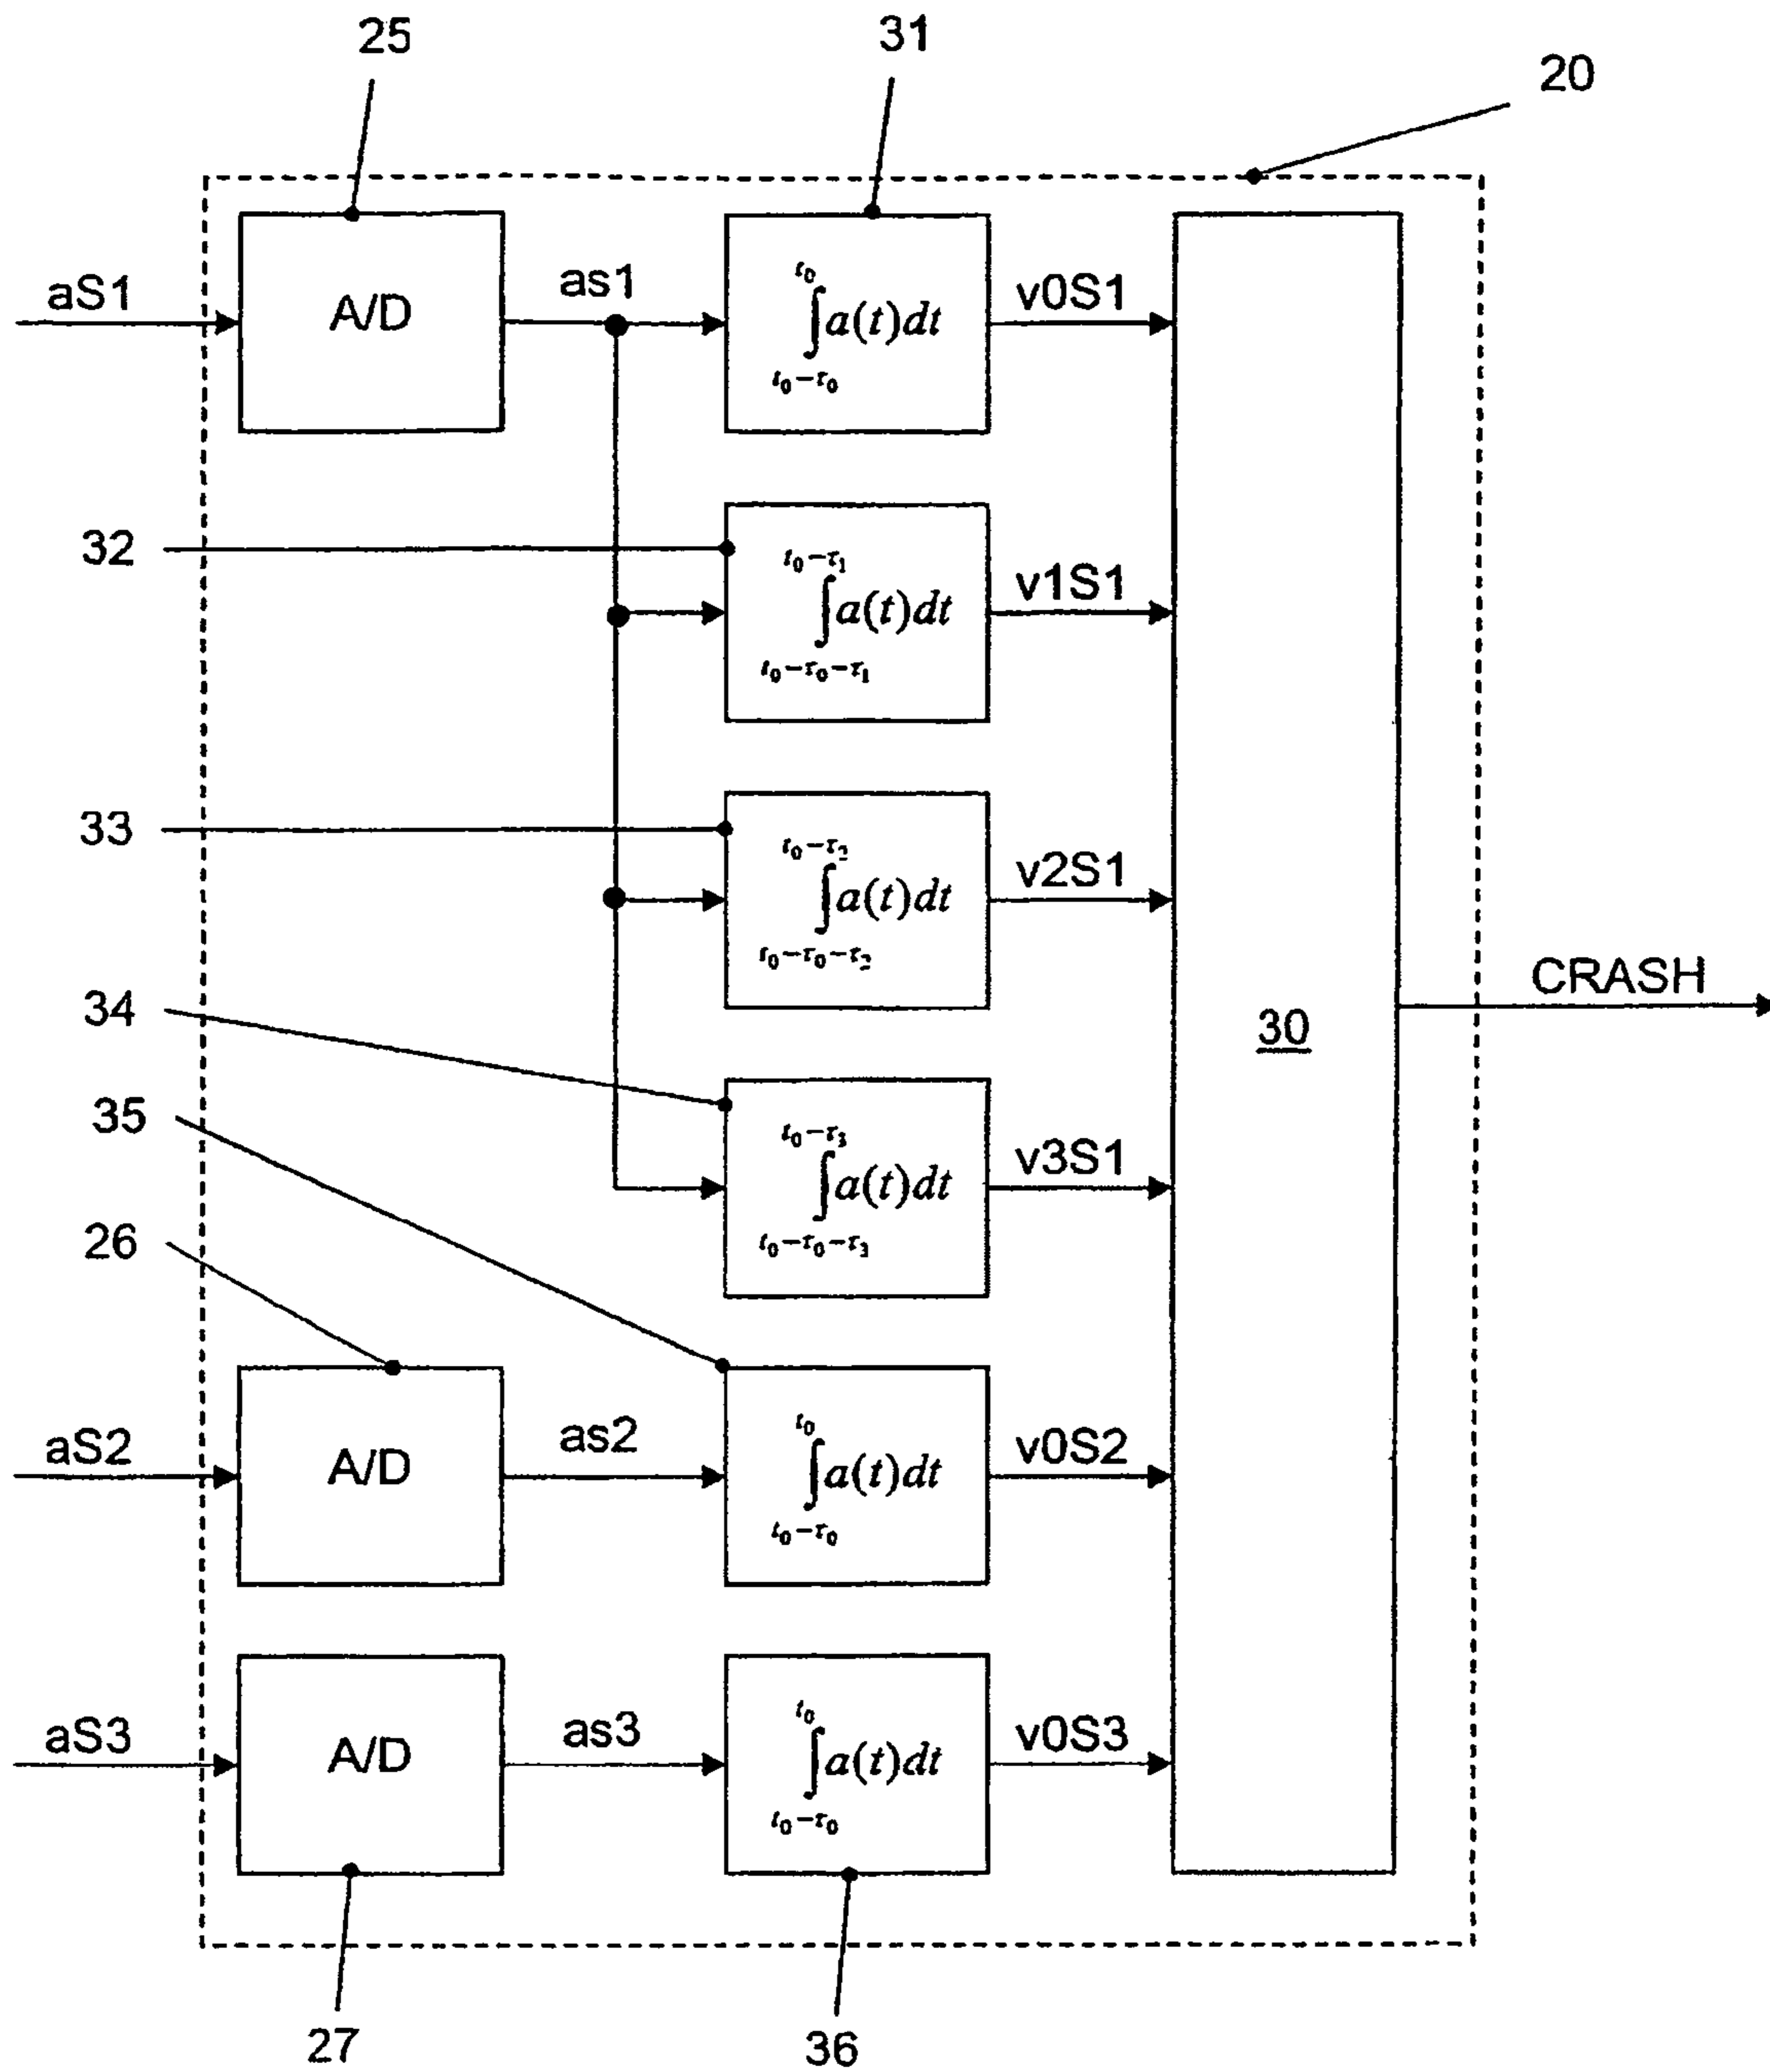 25
31
20
aS1
A/D
as1
t₀
∫a(t)dt
t₀−τ₀
v0S1
32
t₀−τ₁
∫a(t)dt
t₀−τ₀−τ₁
v1S1
33
t₀−τ₂
∫a(t)dt
t₀−τ₀−τ₂
v2S1
CRASH
30
34
t₀−τ₃
∫a(t)dt
t₀−τ₀−τ₃
v3S1
35
26
aS2
A/D
as2
t₀
∫a(t)dt
t₀−τ₀
v0S2
aS3
A/D
as3
t₀
∫a(t)dt
t₀−τ₀
v0S3
27
36